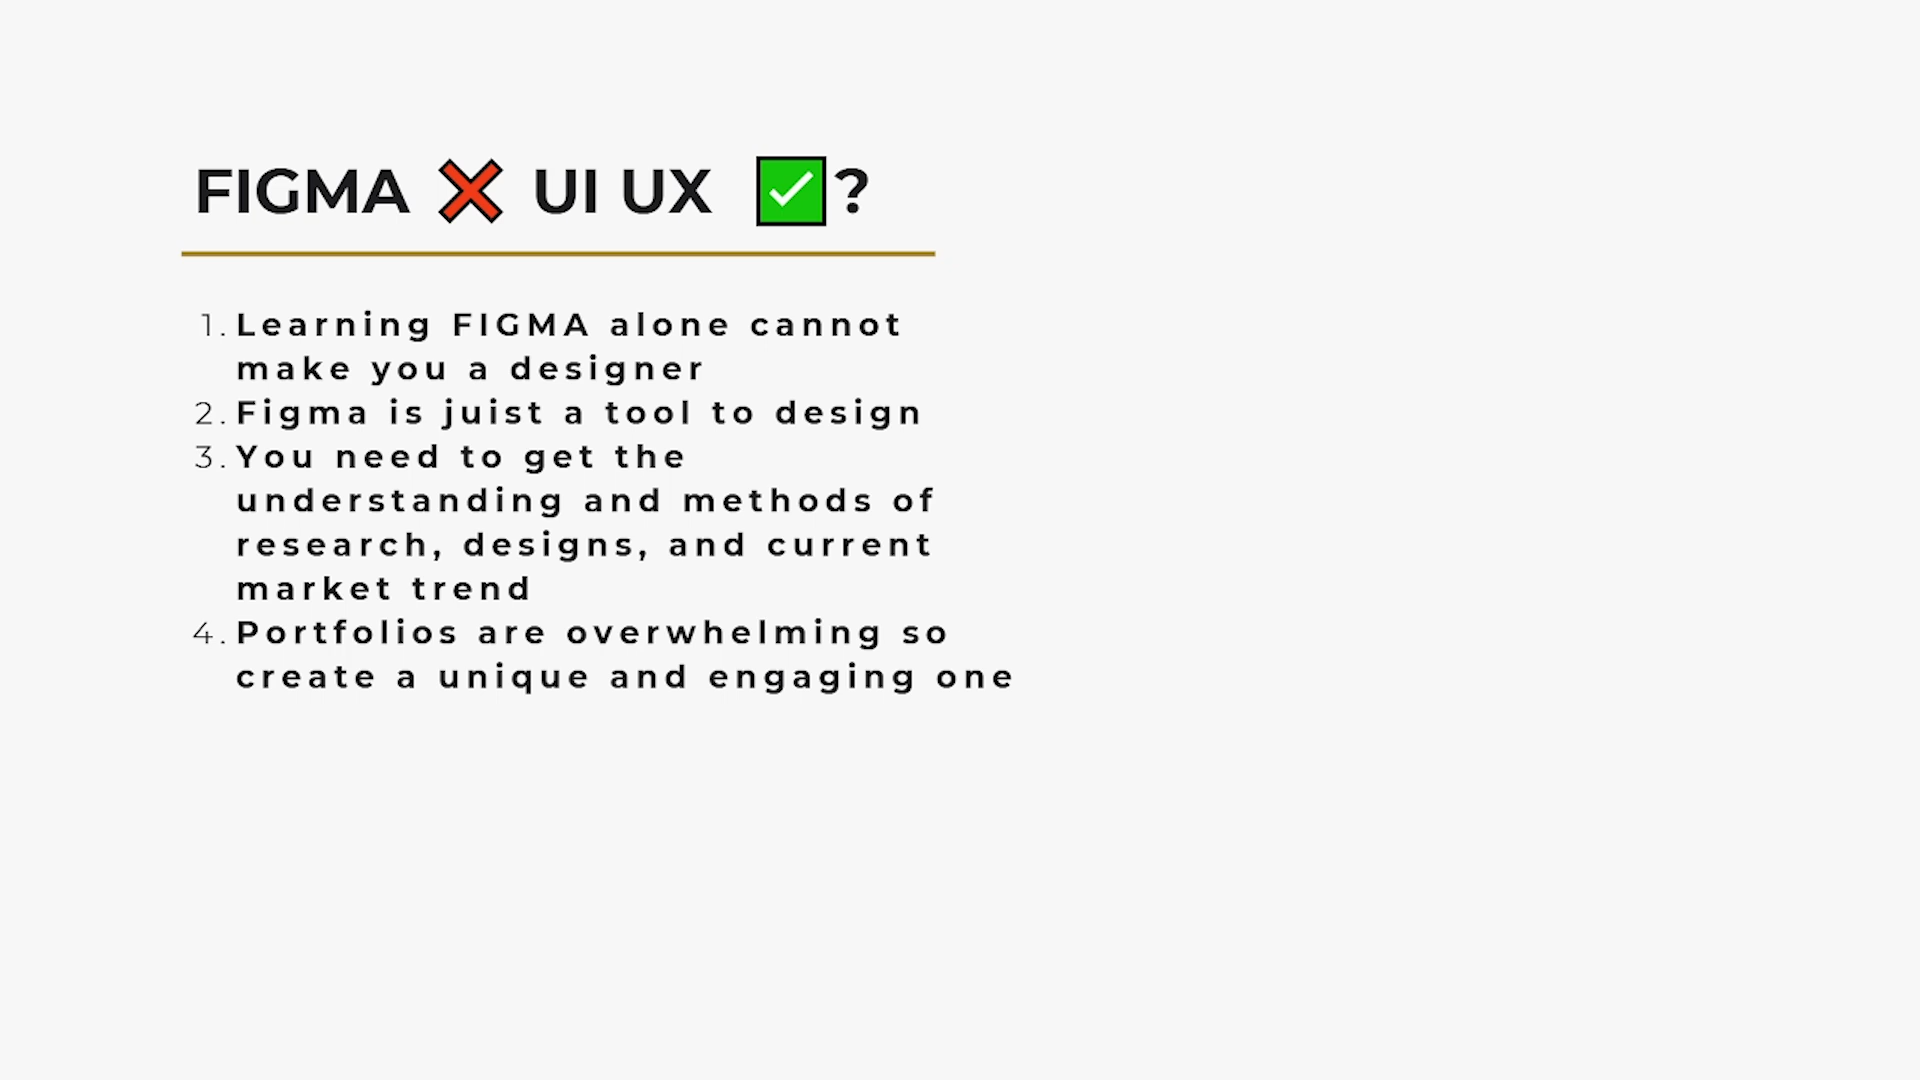 FIGMA ❌ UI UX ✅?
1. Learning FIGMA alone cannot
make you a designer
2. Figma is juist a tool to design
3. You need to get the
understanding and methods of
research, designs, and current
market trend
4. Portfolios are overwhelming so
create a unique and engaging one